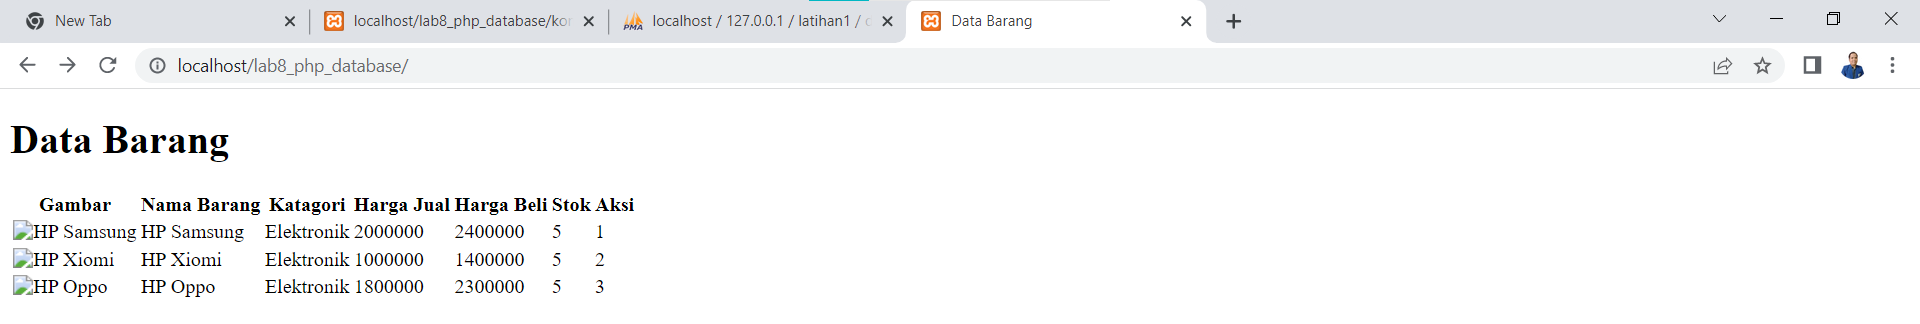 New Tab
localhost/lab8_php_database/kor
localhost / 127.0.0.1 / latihan1 / d
Data Barang
localhost/lab8_php_database/
Data Barang
Gambar Nama Barang Katagori Harga Jual Harga Beli Stok Aksi
HP Samsung HP Samsung Elektronik 2000000 2400000 5 1
HP Xiomi HP Xiomi Elektronik 1000000 1400000 5 2
HP Oppo HP Oppo Elektronik 1800000 2300000 5 3